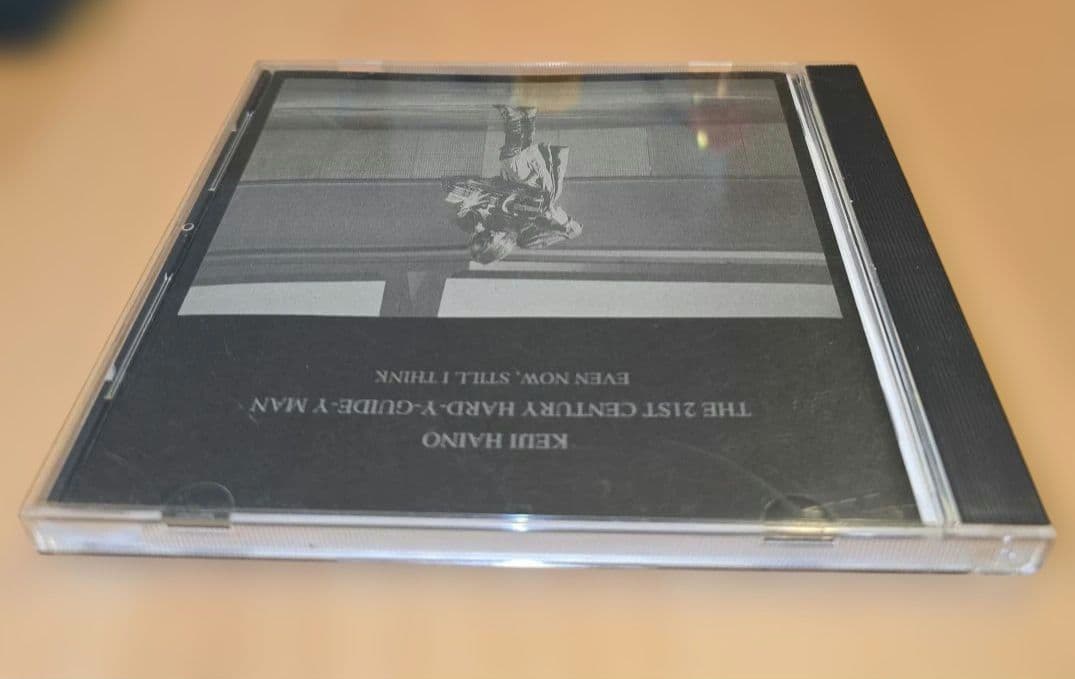 KEIJI HAINO
THE 21ST CENTURY HARD-Y-GUIDE-Y MAN
EVEN NOW, STILL I THINK